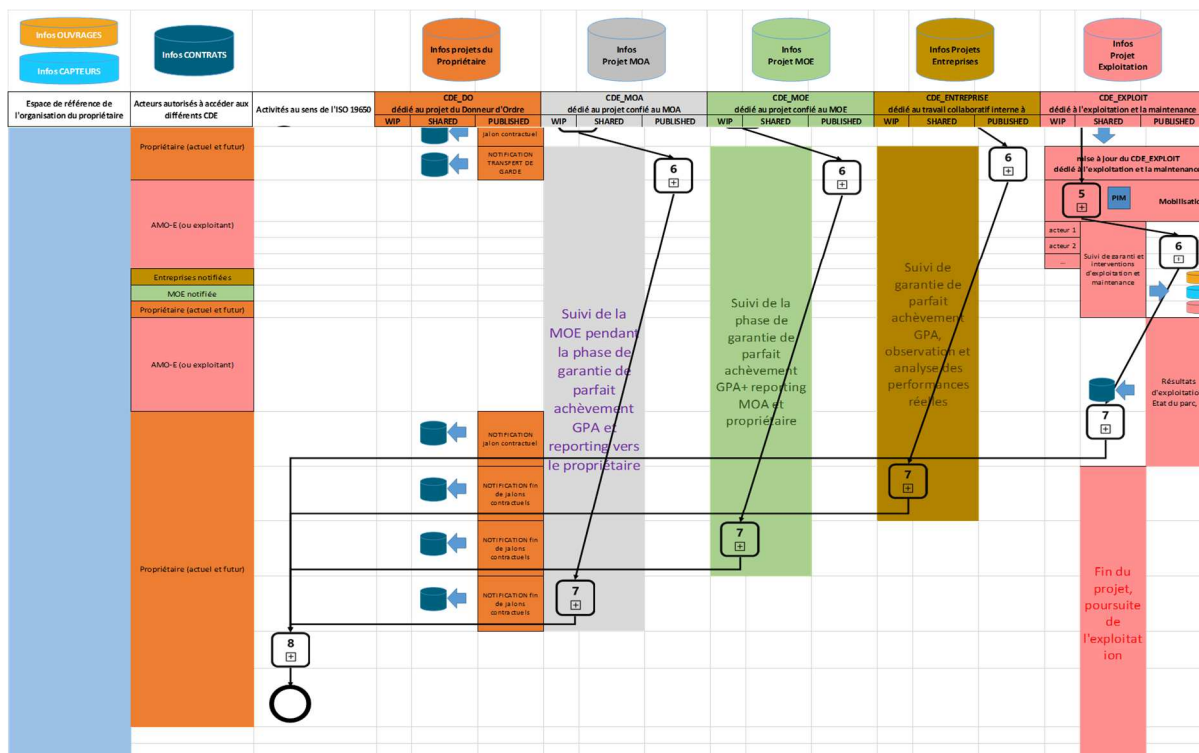 Infos OUVRAGES
Infos CAPTEURS
Infos CONTRATS
Infos projets du
Propriétaire
Infos
Projet MOA
Infos
Projet MOE
Infos Projets
Entreprises
Infos
Projet
Exploitation
Espace de référence de
l'organisation du propriétaire
Acteurs autorisés à accéder aux
différents CDE
Activités au sens de l'ISO 19650
CDE_DO
dédié au projet du Donneur d'Ordre
WIP SHARED PUBLISHED
CDE_MOA
dédié au projet confié au MOA
WIP SHARED PUBLISHED
CDE_MOE
dédié au projet confié au MOE
WIP SHARED PUBLISHED
CDE_ENTREPRISE
dédié au travail collaboratif interne à
WIP SHARED PUBLISHED
CDE_EXPLOIT
dédié à l'exploitation et la maintenance
WIP SHARED PUBLISHED
Propriétaire (actuel et futur)
jalon contractuel
NOTIFICATION
TRANSFERT DE
GARDE
6
6
6
mise à jour du CDE_EXPLOIT
dédié à l'exploitation et la maintenance
5
PIM
Mobilisatio
AMO-E (ou exploitant)
acteur 1
acteur 2
...
Suivi de garanti et
interventions
d'exploitation et
maintenance
6
Entreprises notifiées
MOE notifiée
Propriétaire (actuel et futur)
AMO-E (ou exploitant)
Suivi de la
MOE pendant
la phase de
garantie de
parfait
achèvement
GPA et
reporting vers
le propriétaire
Suivi de la
phase de
garantie de
parfait
achèvement
GPA+ reporting
MOA et
propriétaire
Suivi de
garantie de
parfait
achèvement
GPA,
observation et
analyse des
performances
réelles
Résultats
d'exploitatio
Etat du parc,
7
NOTIFICATION
jalon contractuel
7
NOTIFICATION fin
de jalons
contractuels
7
NOTIFICATION fin
de jalons
contractuels
7
NOTIFICATION fin
de jalons
contractuels
Propriétaire (actuel et futur)
8
Fin du
projet,
poursuite
de
l'exploitat
ion